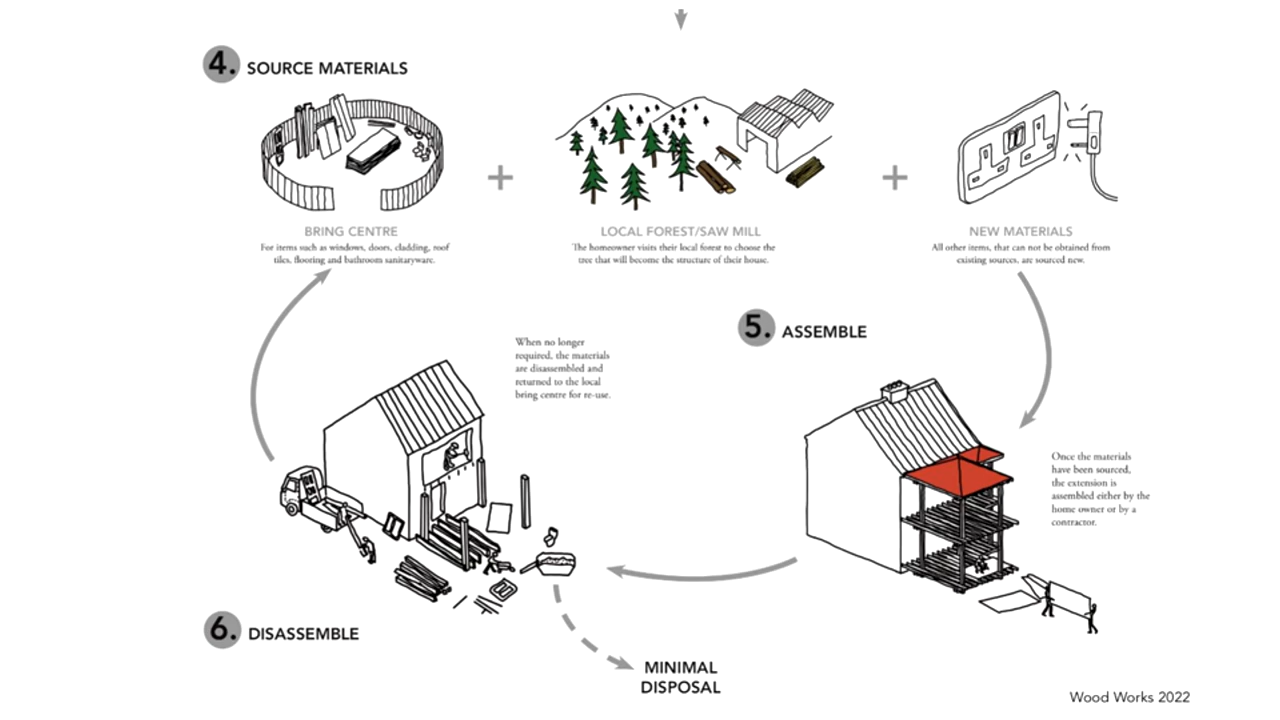 4. SOURCE MATERIALS
BRING CENTRE
For items such as windows, doors, cladding, roof
tiles, flooring and bathroom sanitaryware.
LOCAL FOREST/SAW MILL
The homeowner visits their local forest to choose the
tree that will become the structure of their house.
NEW MATERIALS
All other items, that can not be obtained from
existing sources, are sourced new.
5. ASSEMBLE
When no longer
required, the materials
are disassembled and
returned to the local
bring centre for re-use.
Once the materials
have been sourced,
the extension is
assembled either by the
home owner or by a
contractor.
6. DISASSEMBLE
MINIMAL
DISPOSAL
Wood Works 2022